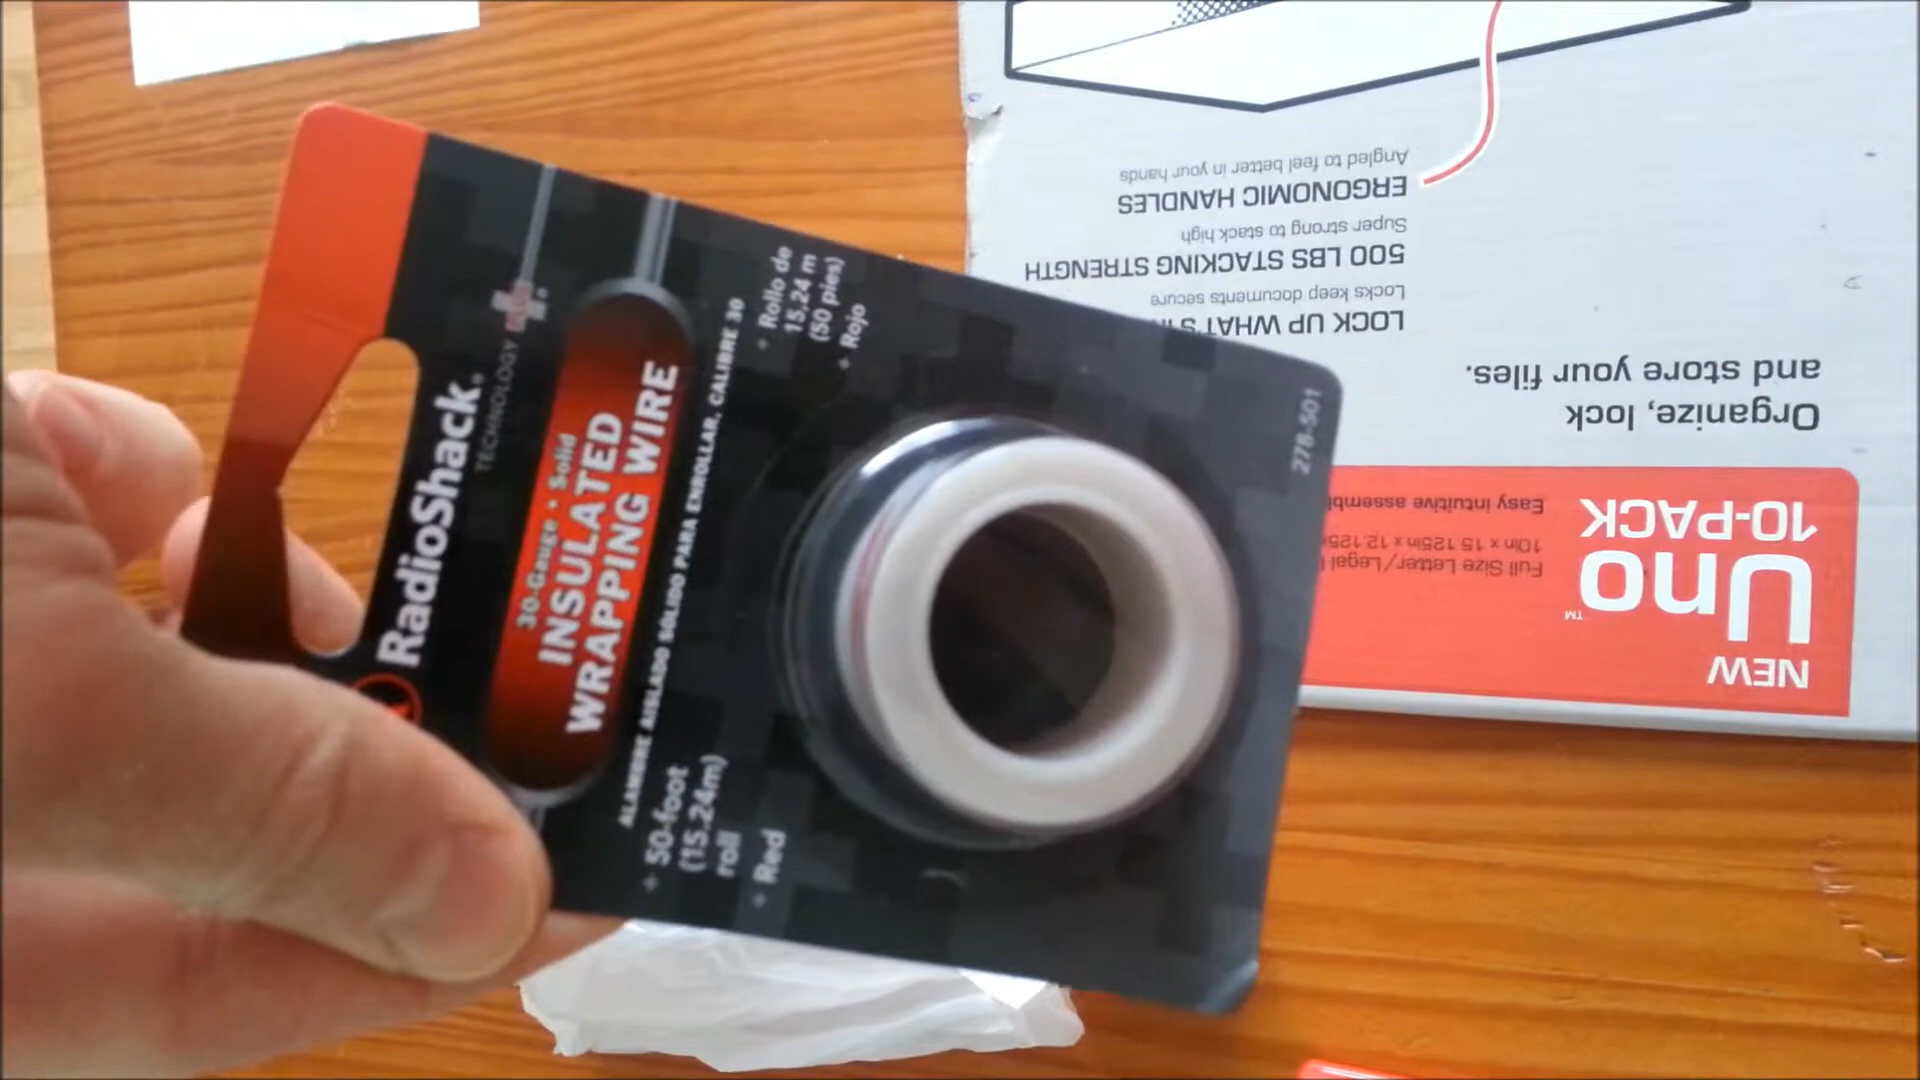 RadioShack.
TECHNOLOGY plus
30-Gauge • Solid
INSULATED
WRAPPING WIRE
ALAMBRE AISLADO SÓLIDO PARA ENROLLAR, CALIBRE 30
+ 50-foot
(15.24m)
roll
+ Red
+ Rollo de
15,24 m
(50 pies)
+ Rojo
278-501
NEW
Uno™
10-PACK
Full Size Letter/Legal
10in x 15.125in x 12.125
Easy intuitive
Organize, lock
and store your files.
LOCK UP WHAT'S
Locks keep documents secure
500 LBS STACKING STRENGTH
Super strong to stack high
ERGONOMIC HANDLES
Angled to feel better in your hands